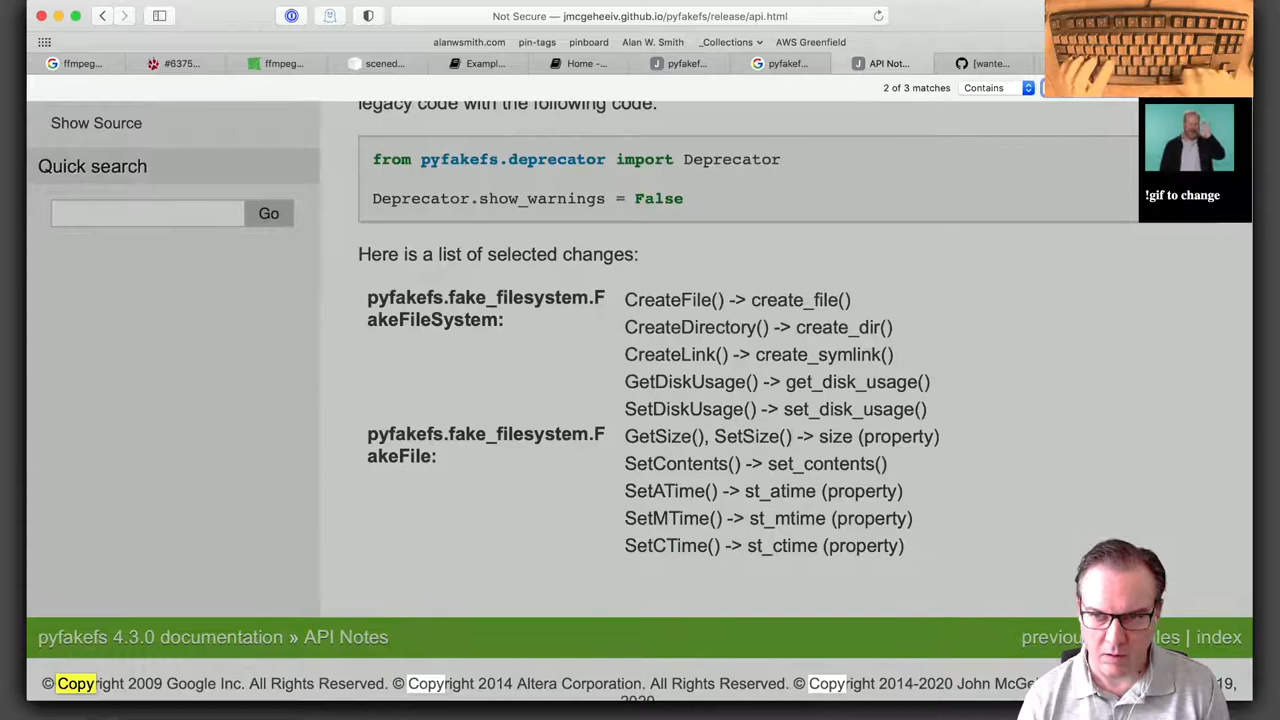 Not Secure — jmcgeheeiv.github.io/pyfakefs/release/api.html
alanwsmith.com pin-tags pinboard Alan W. Smith _Collections AWS Greenfield
ffmpeg... #6375... ffmpeg... scened... Exampl... Home -... pyfakef... pyfakef... API Not... [wante...
2 of 3 matches Contains
legacy code with the following code.
Show Source
from pyfakefs.deprecator import Deprecator
Deprecator.show_warnings = False
Quick search
Go
!gif to change
Here is a list of selected changes:
pyfakefs.fake_filesystem.F
akeFileSystem:
CreateFile() -> create_file()
CreateDirectory() -> create_dir()
CreateLink() -> create_symlink()
GetDiskUsage() -> get_disk_usage()
SetDiskUsage() -> set_disk_usage()
pyfakefs.fake_filesystem.F
akeFile:
GetSize(), SetSize() -> size (property)
SetContents() -> set_contents()
SetATime() -> st_atime (property)
SetMTime() -> st_mtime (property)
SetCTime() -> st_ctime (property)
pyfakefs 4.3.0 documentation » API Notes
index
© Copyright 2009 Google Inc. All Rights Reserved. © Copyright 2014 Altera Corporation. All Rights Reserved. © Copyright 2014-2020 John